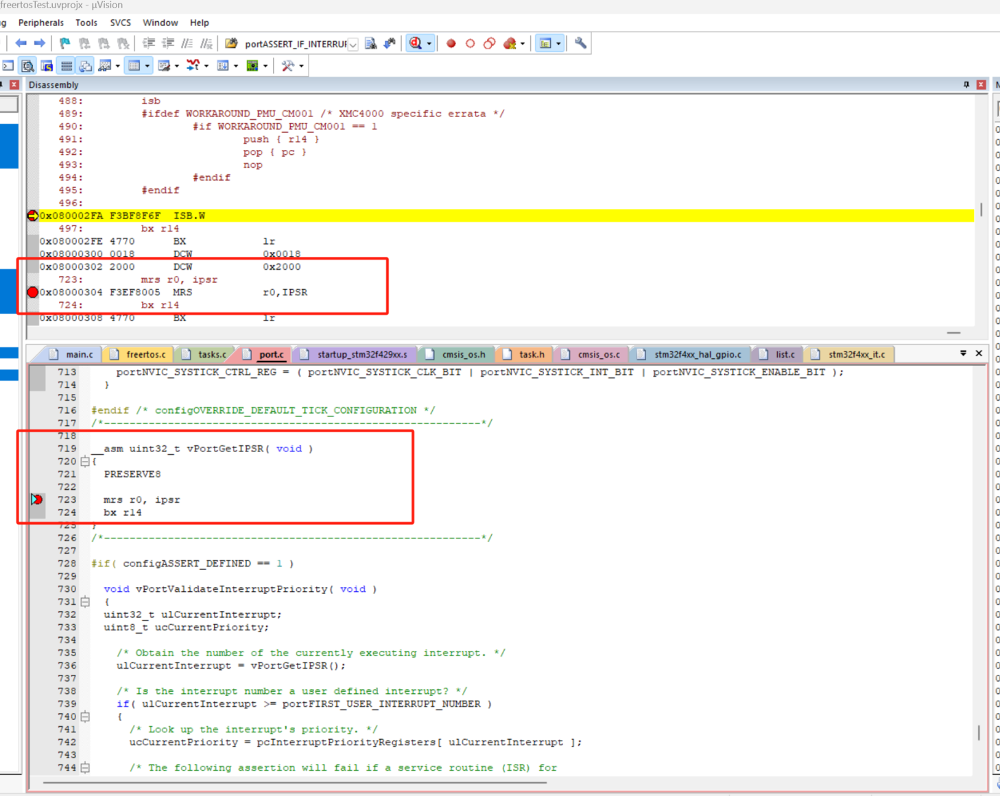 freertosTest.uvprojx - µVision
g Peripherals Tools SVCS Window Help
portASSERT_IF_INTERRUP
Disassembly
488: isb
489: #ifdef WORKAROUND_PMU_CM001 /* XMC4000 specific errata */
490: #if WORKAROUND_PMU_CM001 == 1
491: push { r14 }
492: pop { pc }
493: nop
494: #endif
495: #endif
496:
0x080002FA F3BF8F6F ISB.W
497: bx r14
0x080002FE 4770 BX lr
0x08000300 0018 DCW 0x0018
0x08000302 2000 DCW 0x2000
723: mrs r0, ipsr
0x08000304 F3EF8005 MRS r0,IPSR
724: bx r14
0x08000308 4770 BX lr
main.c freertos.c tasks.c port.c startup_stm32f429xx.s cmsis_os.h task.h cmsis_os.c stm32f4xx_hal_gpio.c list.c stm32f4xx_it.c
713 portNVIC_SYSTICK_CTRL_REG = ( portNVIC_SYSTICK_CLK_BIT | portNVIC_SYSTICK_INT_BIT | portNVIC_SYSTICK_ENABLE_BIT );
714 }
715
716 #endif /* configOVERRIDE_DEFAULT_TICK_CONFIGURATION */
717 /*-----------------------------------------------------------*/
718
719 __asm uint32_t vPortGetIPSR( void )
720 {
721 PRESERVE8
722
723 mrs r0, ipsr
724 bx r14
725 }
726 /*-----------------------------------------------------------*/
727
728 #if( configASSERT_DEFINED == 1 )
729
730 void vPortValidateInterruptPriority( void )
731 {
732 uint32_t ulCurrentInterrupt;
733 uint8_t ucCurrentPriority;
734
735 /* Obtain the number of the currently executing interrupt. */
736 ulCurrentInterrupt = vPortGetIPSR();
737
738 /* Is the interrupt number a user defined interrupt? */
739 if( ulCurrentInterrupt >= portFIRST_USER_INTERRUPT_NUMBER )
740 {
741 /* Look up the interrupt's priority. */
742 ucCurrentPriority = pcInterruptPriorityRegisters[ ulCurrentInterrupt ];
743
744 /* The following assertion will fail if a service routine (ISR) for